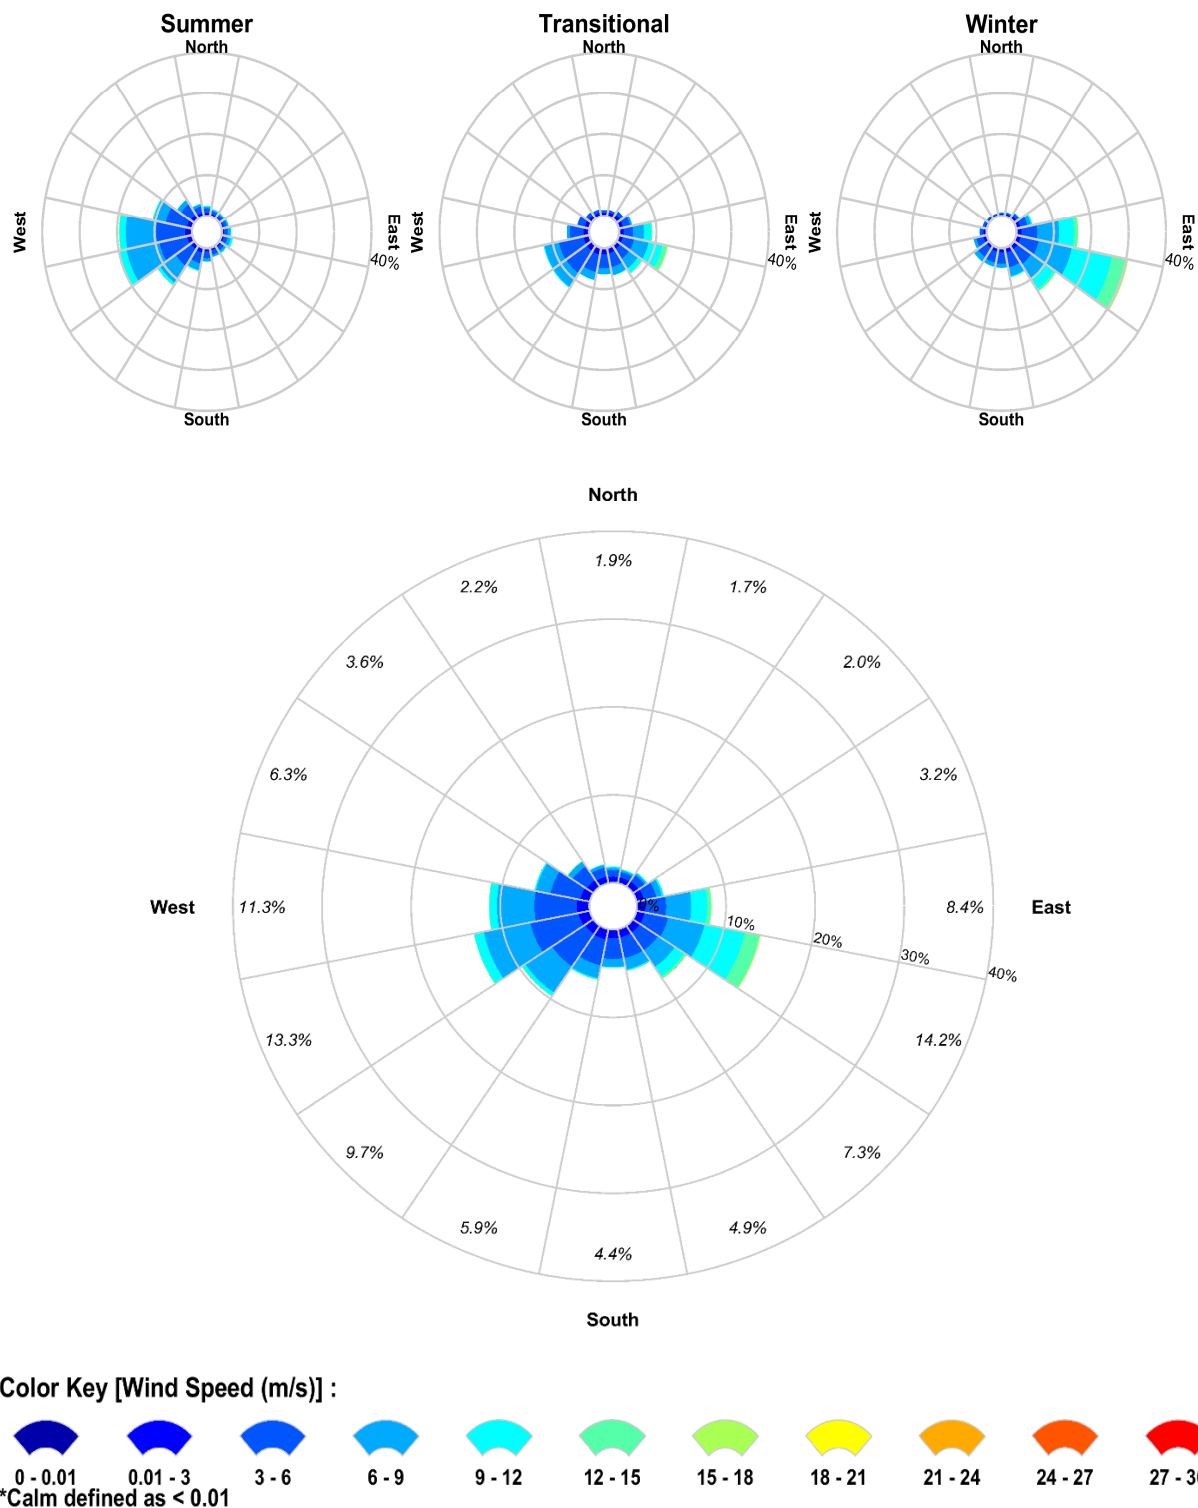 Summer Transitional Winter
North North North
West East West East West East
40% 40% 40%
South South South
North
1.9%
2.2% 1.7%
3.6% 2.0%
6.3% 3.2%
West 11.3% 0% 8.4% East
10%
20%
30%
40%
13.3% 14.2%
9.7% 7.3%
5.9% 4.9%
4.4%
South
Color Key [Wind Speed (m/s)] :
0 - 0.01 0.01 - 3 3 - 6 6 - 9 9 - 12 12 - 15 15 - 18 18 - 21 21 - 24 24 - 27 27 - 
*Calm defined as < 0.01